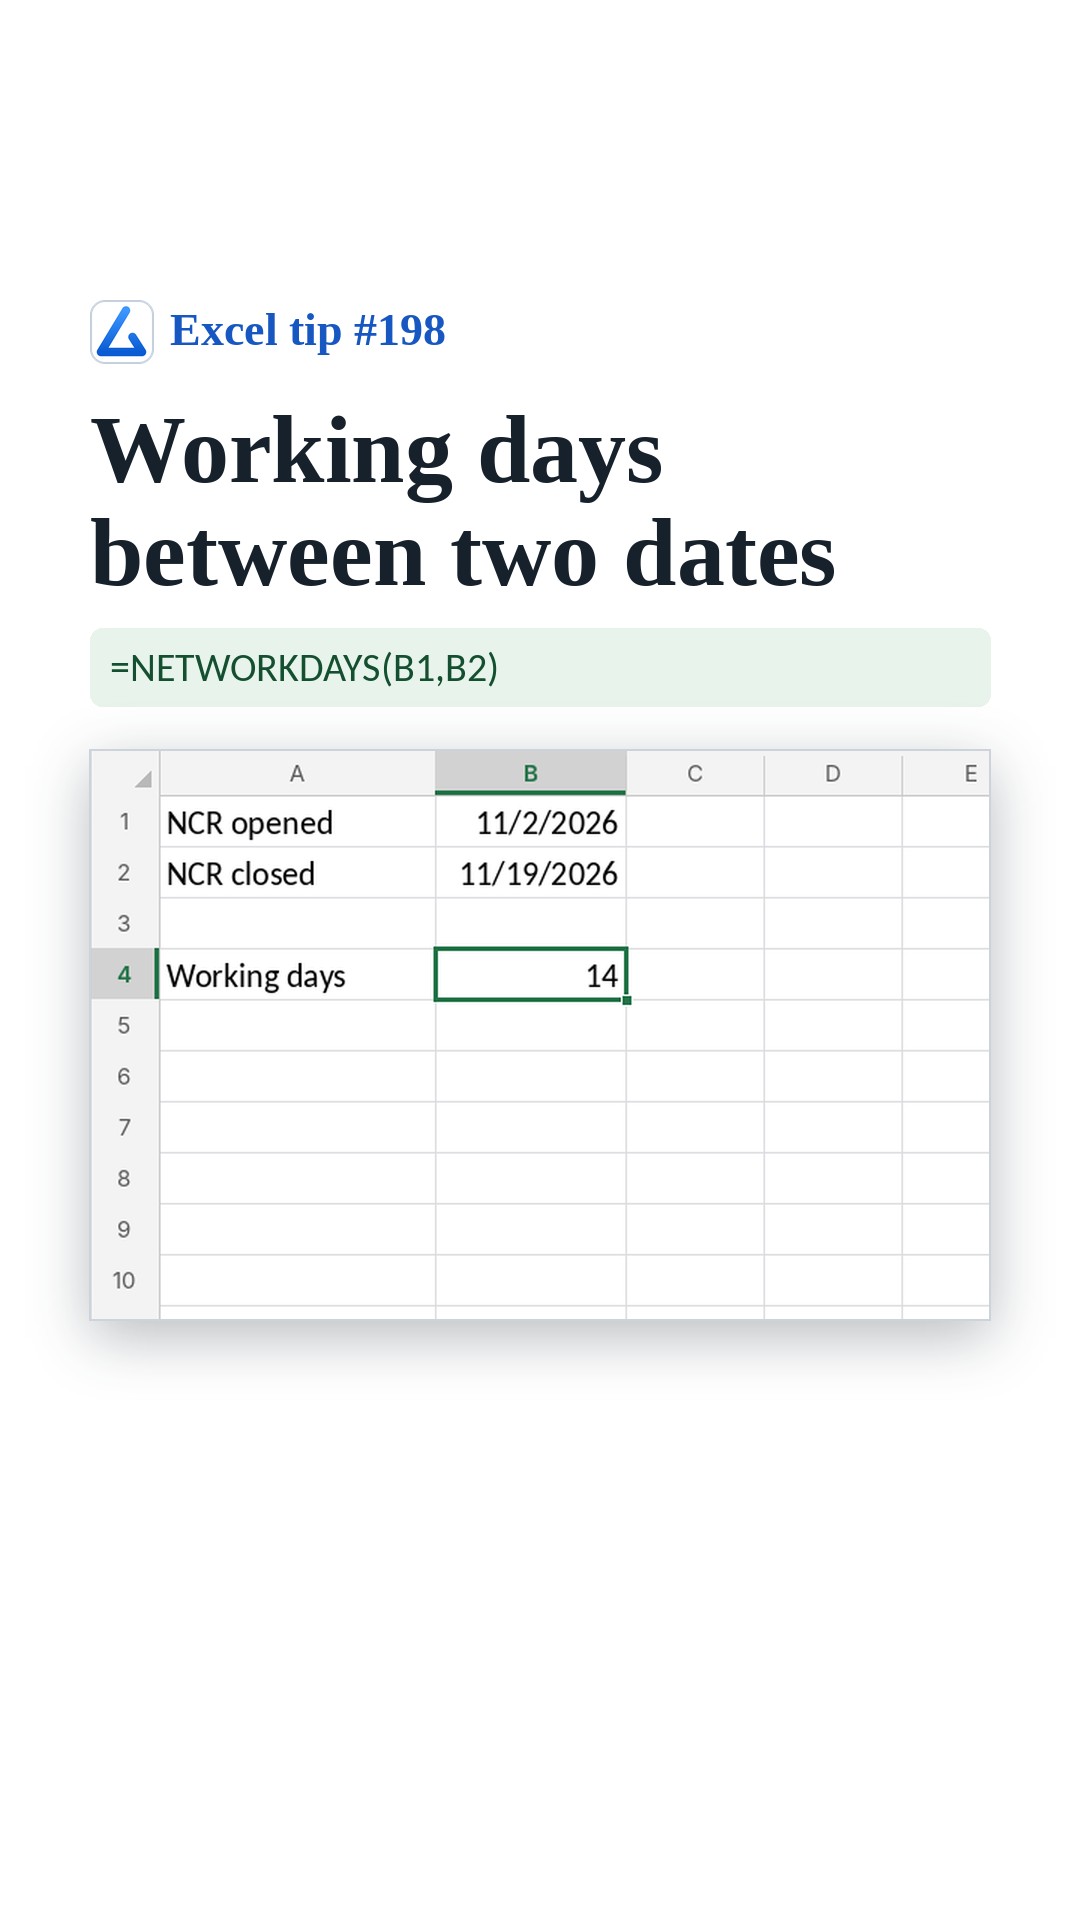 Excel tip #198
Working days
between two dates
=NETWORKDAYS(B1,B2)
A B C D E
1 NCR opened 11/2/2026
2 NCR closed 11/19/2026
3
4 Working days 14
5
6
7
8
9
10